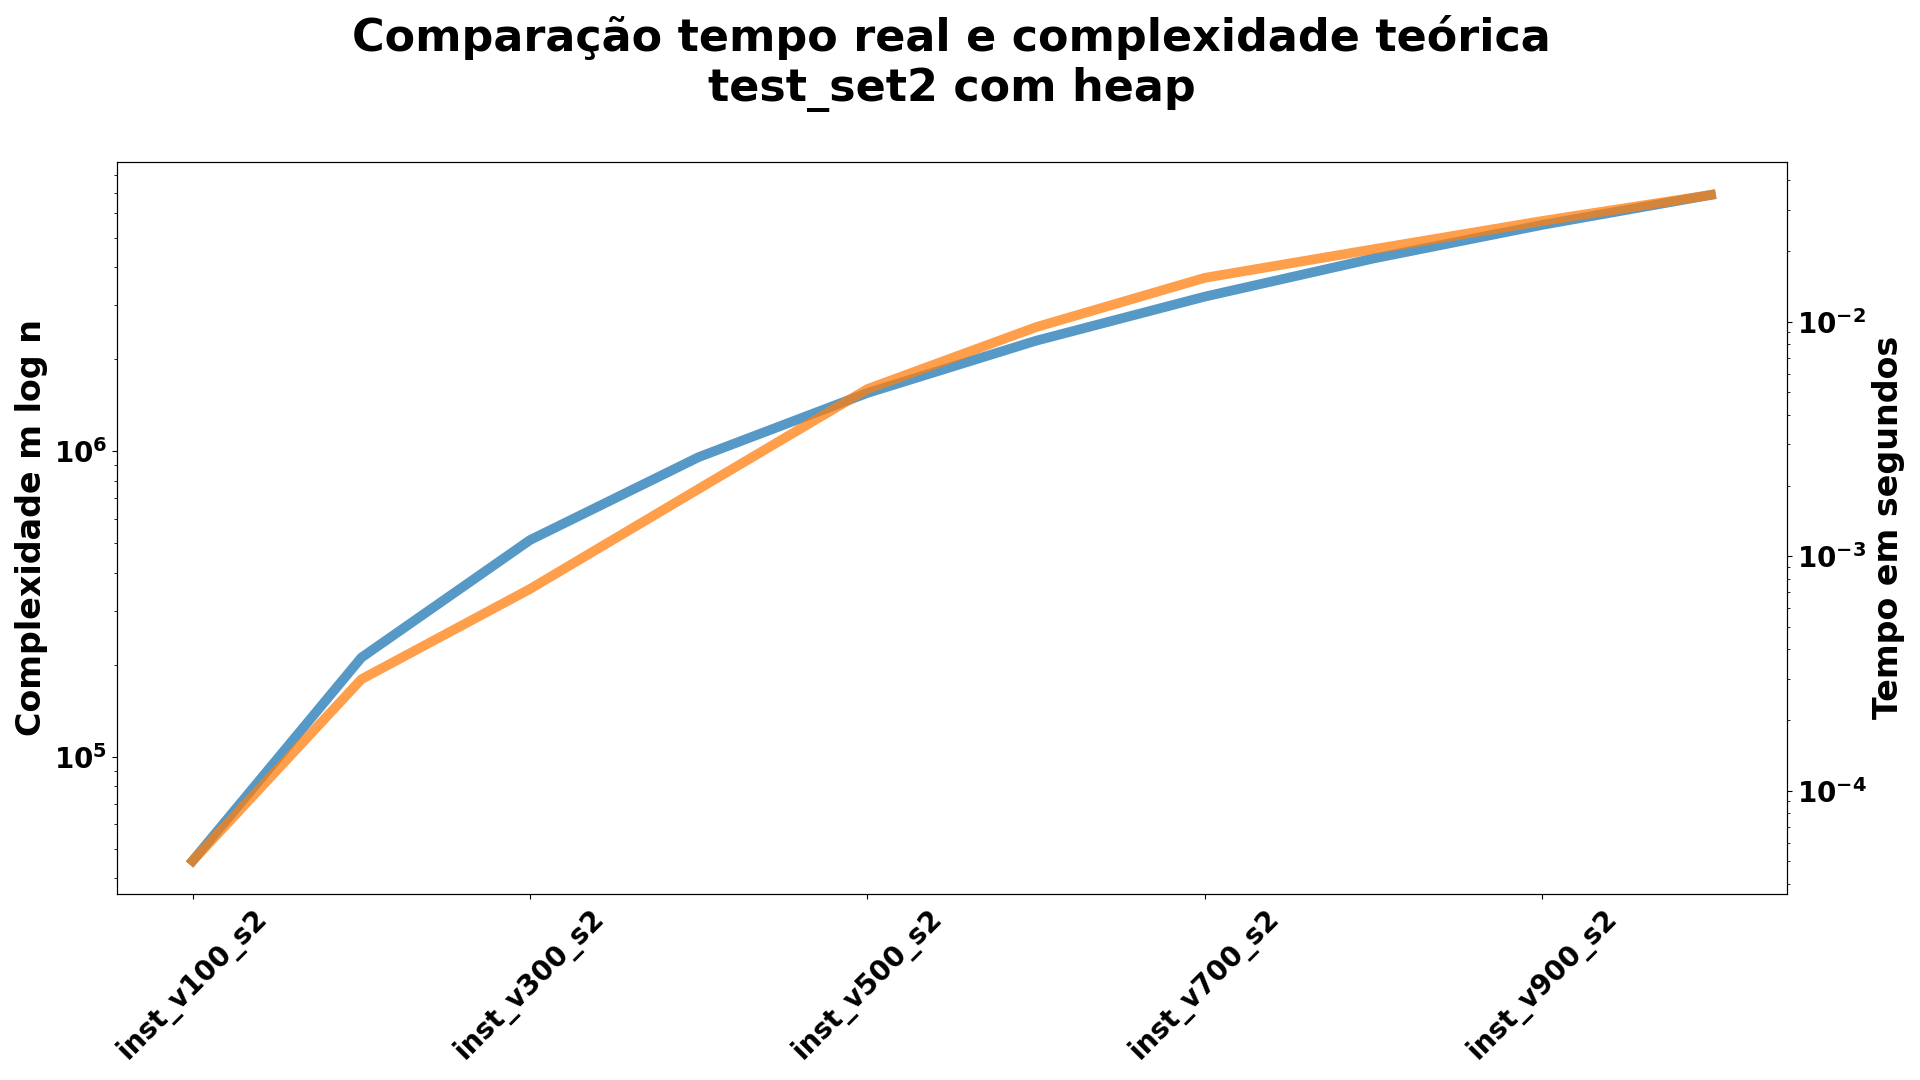 Comparação tempo real e complexidade teórica
test_set2 com heap
Complexidade m log n
10⁶
10⁵
Tempo em segundos
10⁻²
10⁻³
10⁻⁴
inst_v100_s2
inst_v300_s2
inst_v500_s2
inst_v700_s2
inst_v900_s2